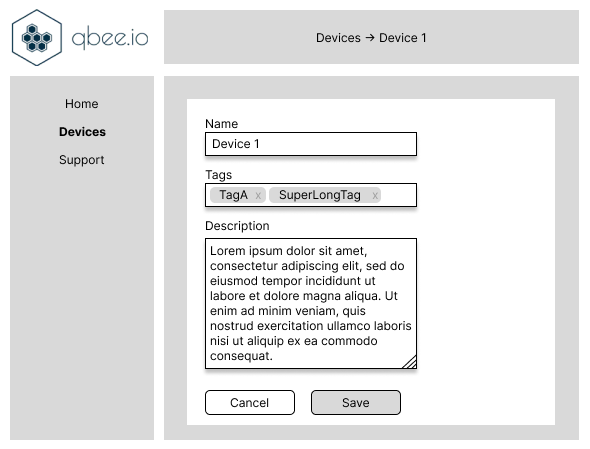 qbee.io
Devices → Device 1
Home
Devices
Support
Name
Device 1
Tags
TagA x SuperLongTag x
Description
Lorem ipsum dolor sit amet,
consectetur adipiscing elit, sed do
eiusmod tempor incididunt ut
labore et dolore magna aliqua. Ut
enim ad minim veniam, quis
nostrud exercitation ullamco laboris
nisi ut aliquip ex ea commodo
consequat.
Cancel Save